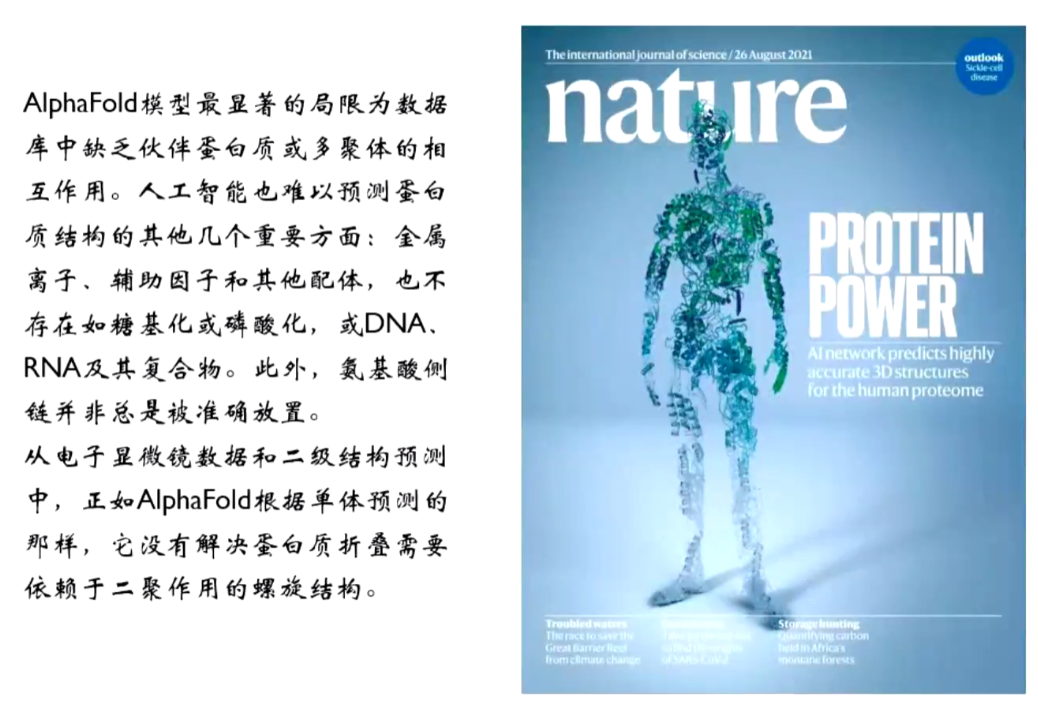 AlphaFold模型最显著的局限为数据
库中缺乏伙伴蛋白质或多聚体的相
互作用。人工智能也难以预测蛋白
质结构的其他几个重要方面：金属
离子、辅助因子和其他配体，也不
存在如糖基化或磷酸化，或DNA、
RNA及其复合物。此外，氨基酸侧
链并非总是被准确放置。
从电子显微镜数据和二级结构预测
中，正如AlphaFold根据单体预测的
那样，它没有解决蛋白质折叠需要
依赖于二聚作用的螺旋结构。
The international journal of science / 26 August 2021
outlook
Sickle-cell
disease
nature
PROTEIN
POWER
AI network predicts highly
accurate 3D structures
for the human proteome
Troubled waters
The race to save the
Great Barrier Reef
from climate change
of SARS-CoV-2
Storage hunting
Quantifying carbon
held in Africa's
montane forests